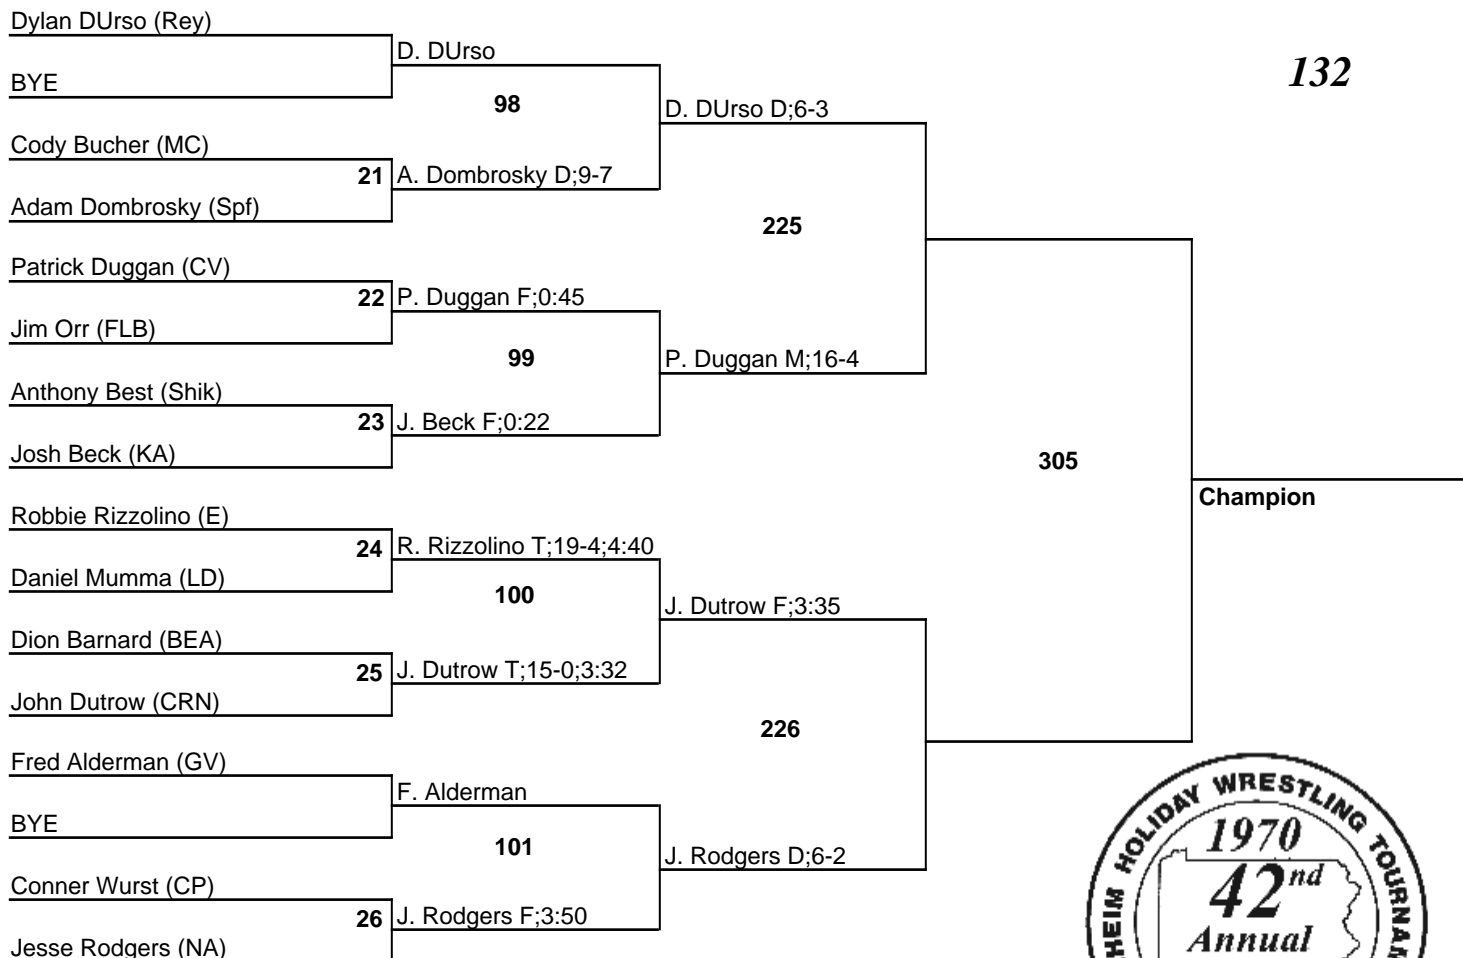 Dylan DUrso (Rey)
D. DUrso
BYE
132
98
D. DUrso D;6-3
Cody Bucher (MC)
21 A. Dombrosky D;9-7
Adam Dombrosky (Spf)
225
Patrick Duggan (CV)
22 P. Duggan F;0:45
Jim Orr (FLB)
99
P. Duggan M;16-4
Anthony Best (Shik)
23 J. Beck F;0:22
Josh Beck (KA)
305
Champion
Robbie Rizzolino (E)
24 R. Rizzolino T;19-4;4:40
Daniel Mumma (LD)
100
J. Dutrow F;3:35
Dion Barnard (BEA)
25 J. Dutrow T;15-0;3:32
John Dutrow (CRN)
226
Fred Alderman (GV)
F. Alderman
BYE
101
J. Rodgers D;6-2
Conner Wurst (CP)
26 J. Rodgers F;3:50
Jesse Rodgers (NA)
HOLIDAY WRESTLING
1970
42nd
Annual